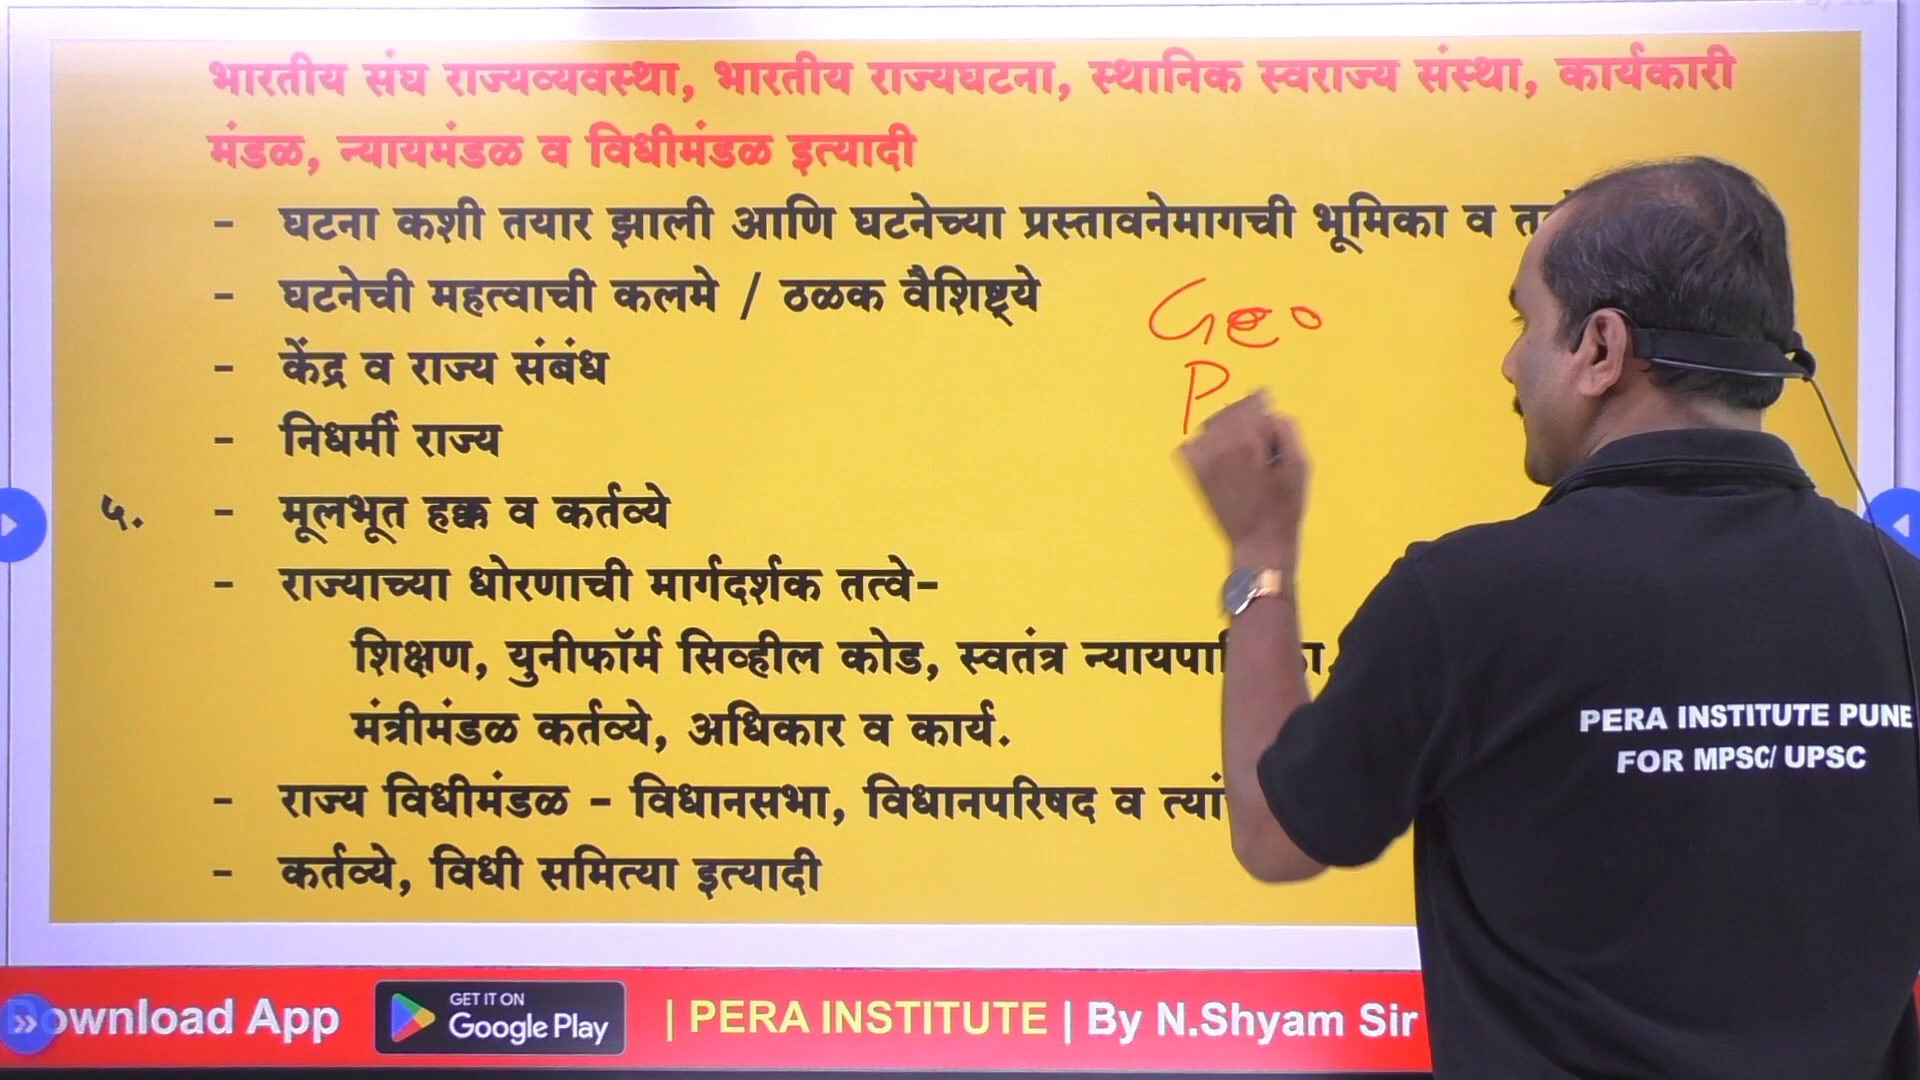 भारतीय संघ राज्यव्यवस्था, भारतीय राज्यघटना, स्थानिक स्वराज्य संस्था, कार्यकारी
मंडळ, न्यायमंडळ व विधीमंडळ इत्यादी
- घटना कशी तयार झाली आणि घटनेच्या प्रस्तावनेमागची भूमिका व
- घटनेची महत्वाची कलमे / ठळक वैशिष्ट्ये
Geo
- केंद्र व राज्य संबंध
P
- निधर्मी राज्य
५. - मूलभूत हक्क व कर्तव्ये
- राज्याच्या धोरणाची मार्गदर्शक तत्वे-
शिक्षण, युनीफॉर्म सिव्हील कोड, स्वतंत्र
मंत्रीमंडळ कर्तव्ये, अधिकार व कार्य.
- राज्य विधीमंडळ - विधानसभा, विधानपरिषद व
- कर्तव्ये, विधी समित्या इत्यादी
PERA INSTITUTE PUNE
FOR MPSC/ UPSC
Download App GET IT ON Google Play | PERA INSTITUTE | By N.Shyam Sir